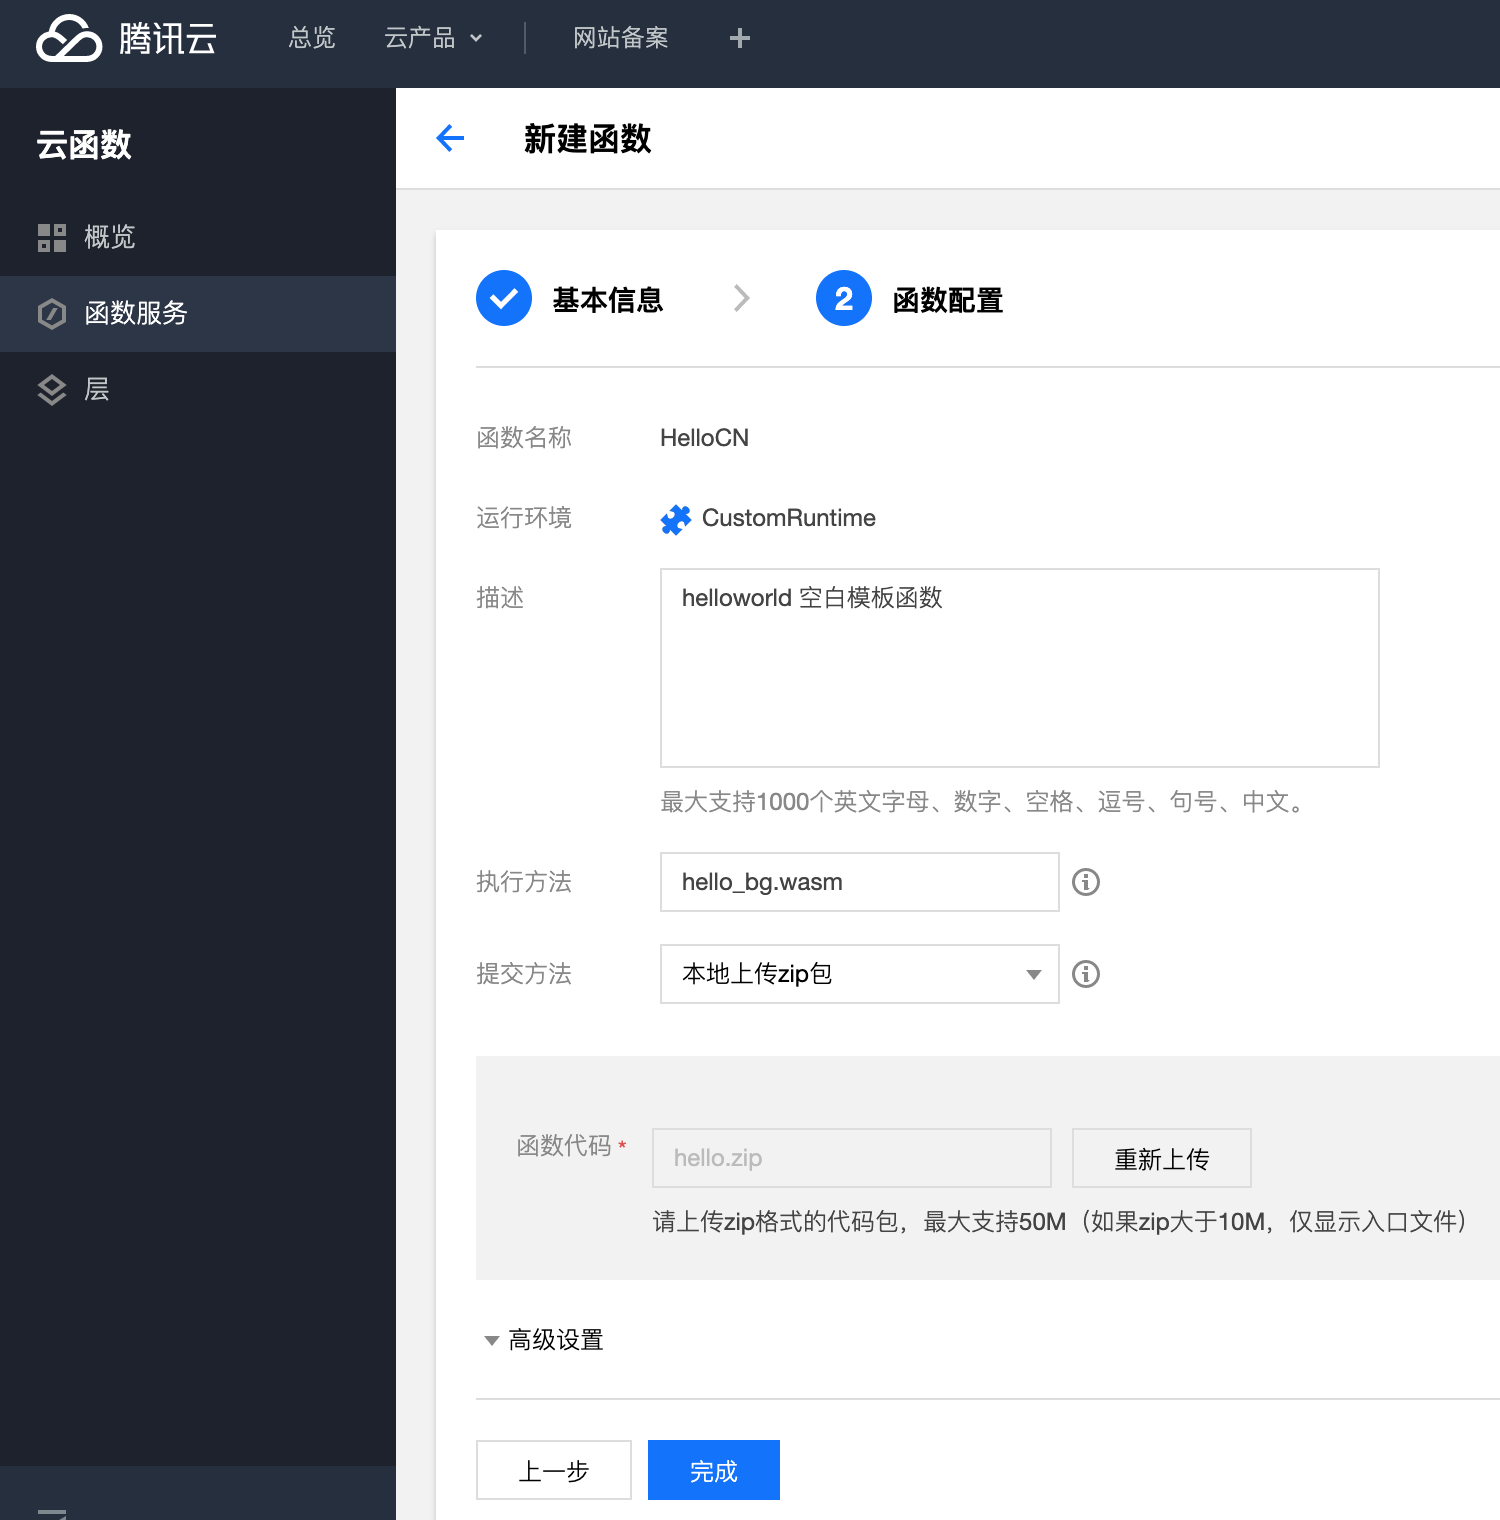 腾讯云 总览 云产品 网站备案
云函数
概览
函数服务
层
新建函数
基本信息 2 函数配置
函数名称 HelloCN
运行环境 CustomRuntime
描述 helloworld 空白模板函数
最大支持1000个英文字母、数字、空格、逗号、句号、中文。
执行方法 hello_bg.wasm
提交方法 本地上传zip包
函数代码 * hello.zip 重新上传
请上传zip格式的代码包，最大支持50M（如果zip大于10M，仅显示入口文件）
高级设置
上一步 完成